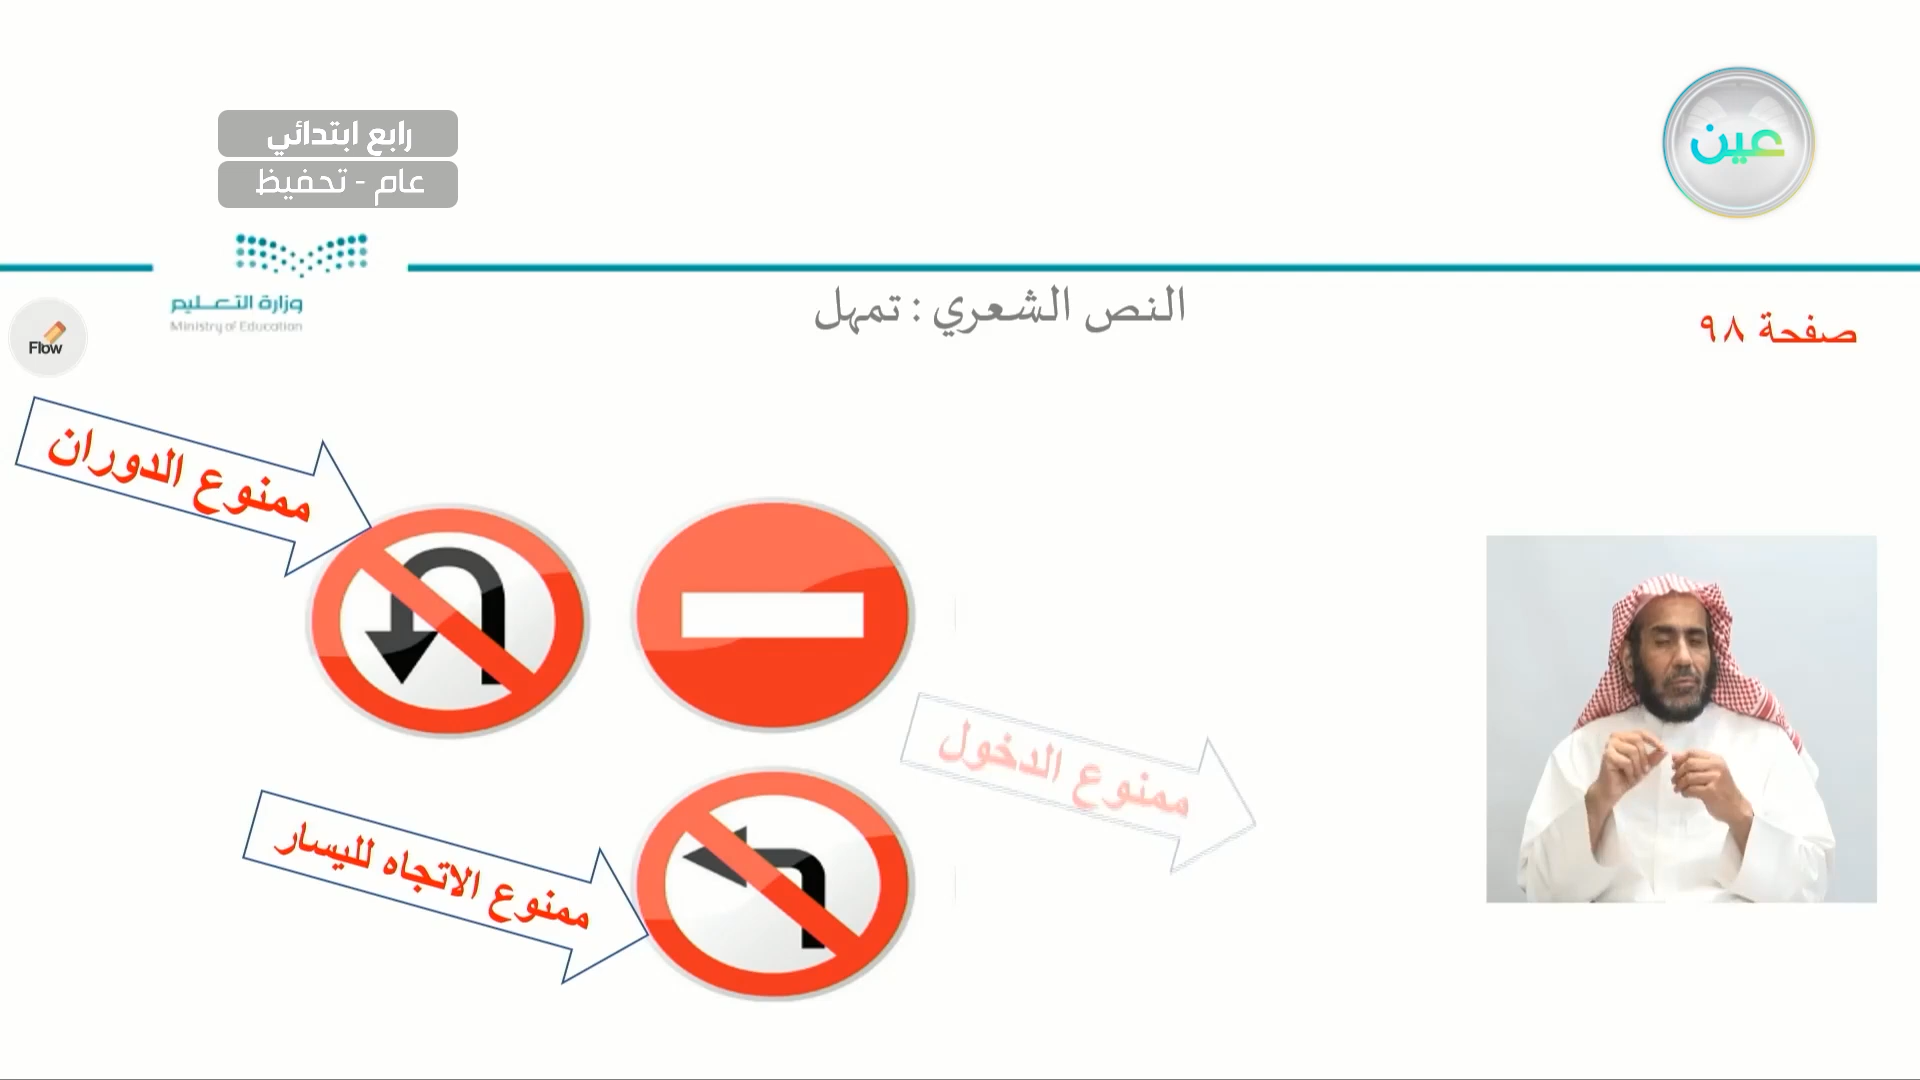 رابع ابتدائي
عام - تحفيظ
عين
وزارة التعليم
Ministry of Education
النص الشعري : تمهل
صفحة ٩٨
Flow
ممنوع الدوران
ممنوع الدخول
ممنوع الاتجاه لليسار